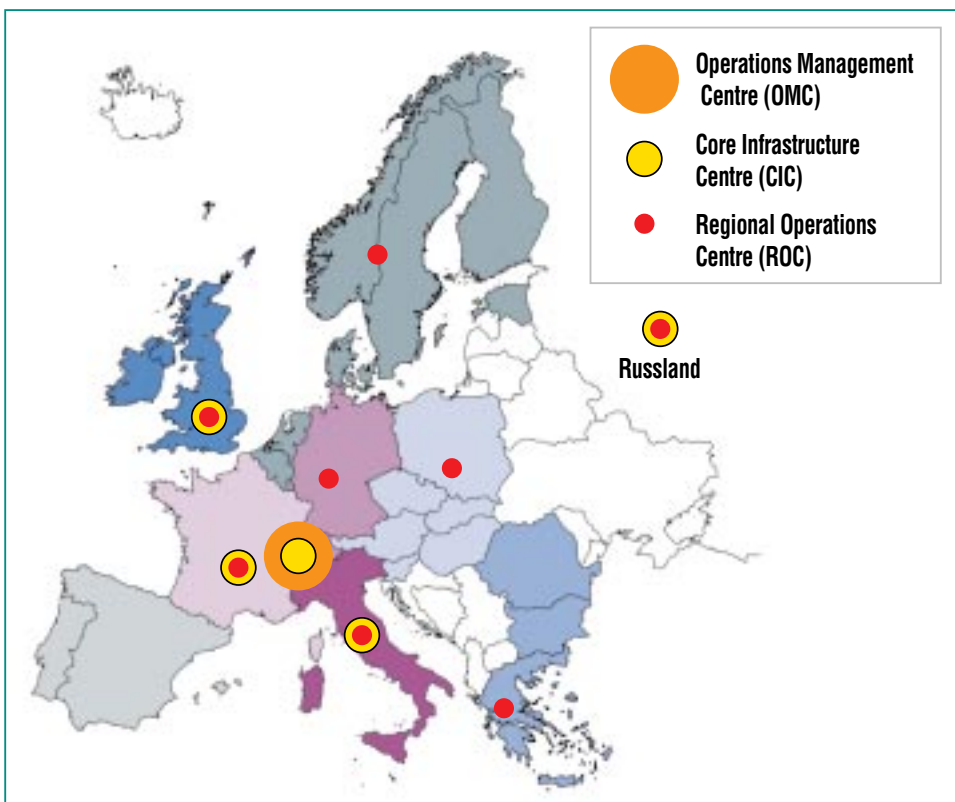 Operations Management
Centre (OMC)
Core Infrastructure
Centre (CIC)
Regional Operations
Centre (ROC)
Russland